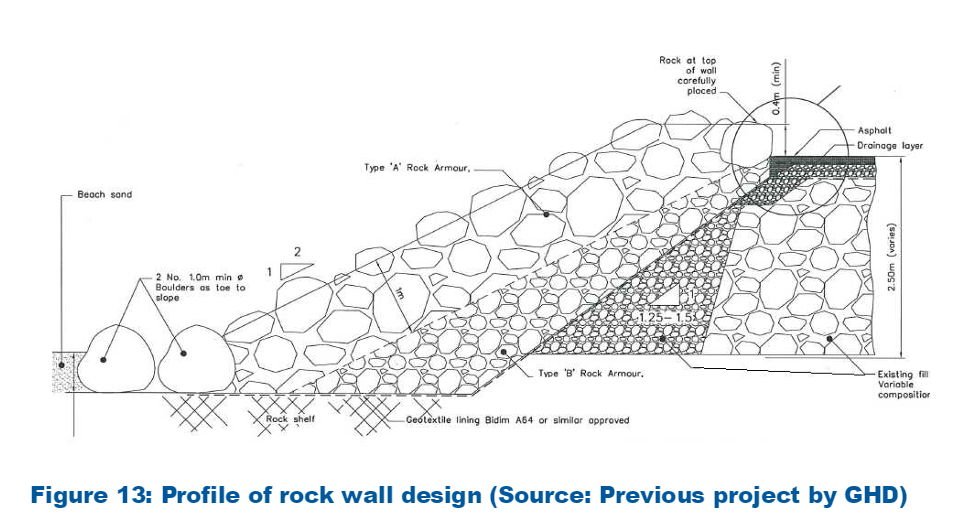 Rock at top
of wall
carefully
placed
0.4m (min)
Asphalt
Drainage layer
Type 'A' Rock Armour.
Beach sand
2
1
2 No. 1.0m min ø
Boulders as toe to
slope
1m
2.50m (varies)
1
1.25-1.5
Type 'B' Rock Armour.
Existing fill
Variable
compositior
Rock shelf
Geotextile lining Bidim A64 or similar approved
Figure 13: Profile of rock wall design (Source: Previous project by GHD)